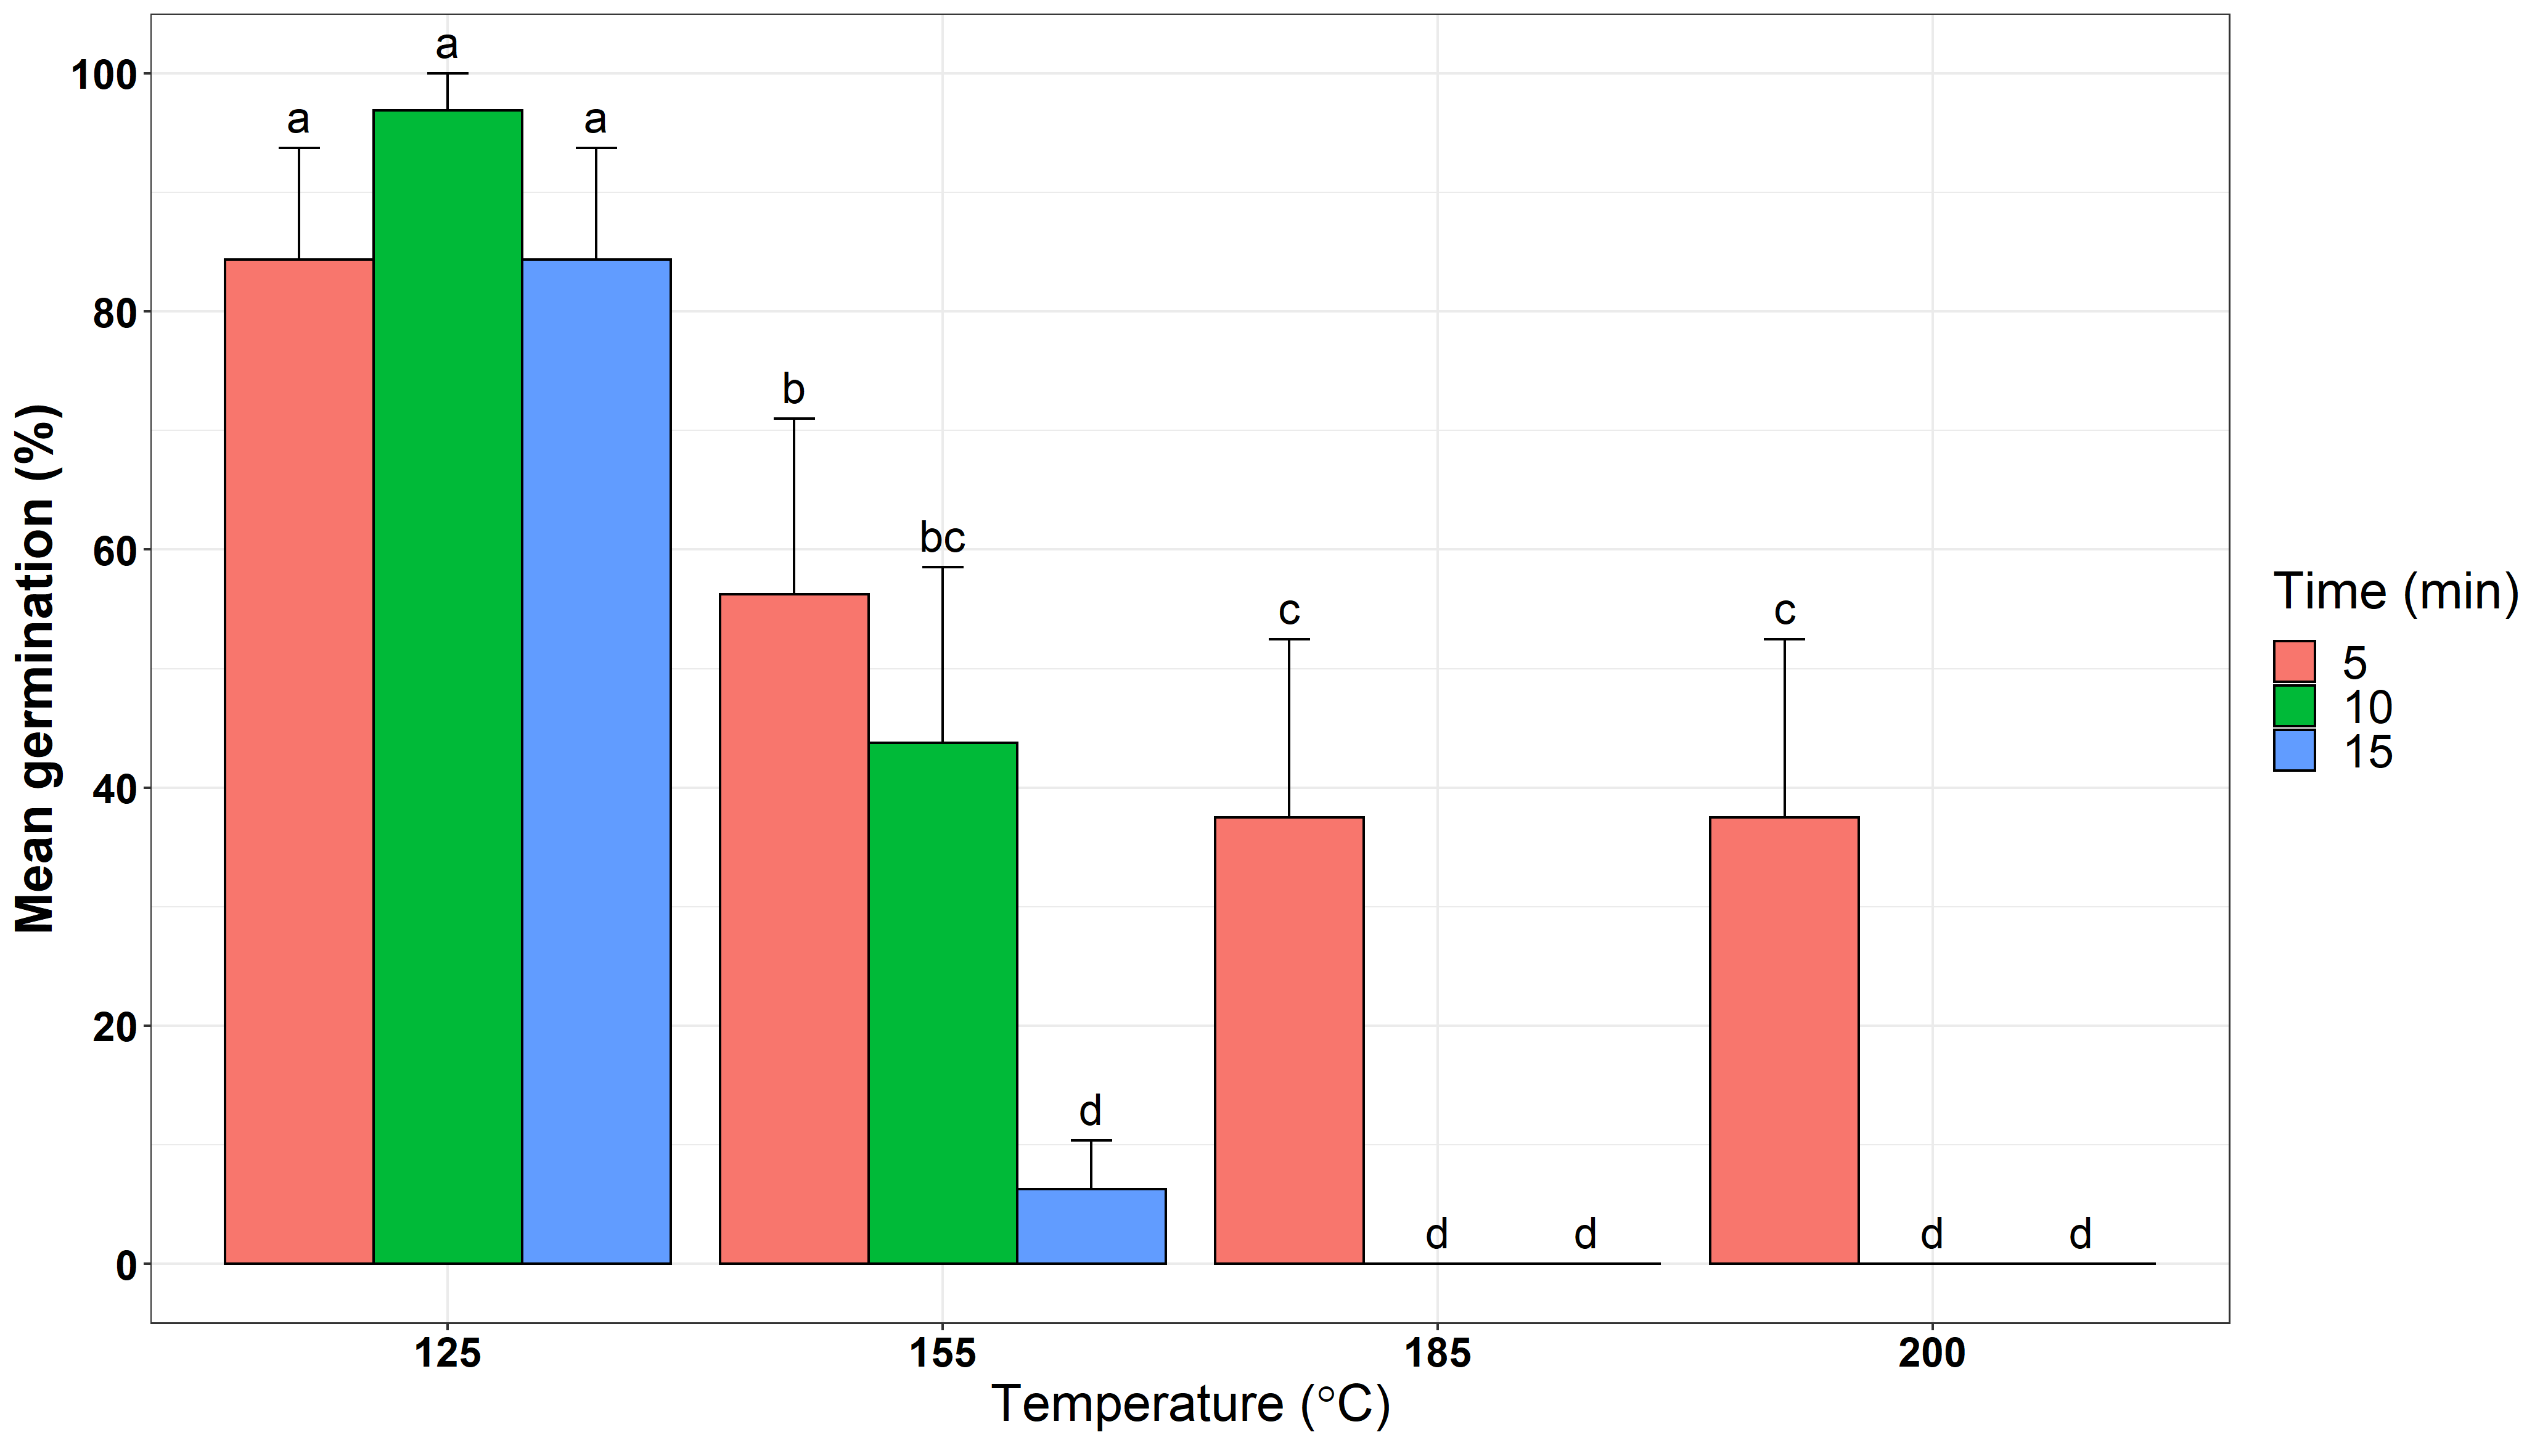 Mean germination (%)
100
80
60
40
20
0
a
a
a
b
bc
d
c
d
d
c
d
d
125
155
185
200
Temperature (°C)
Time (min)
5
10
15